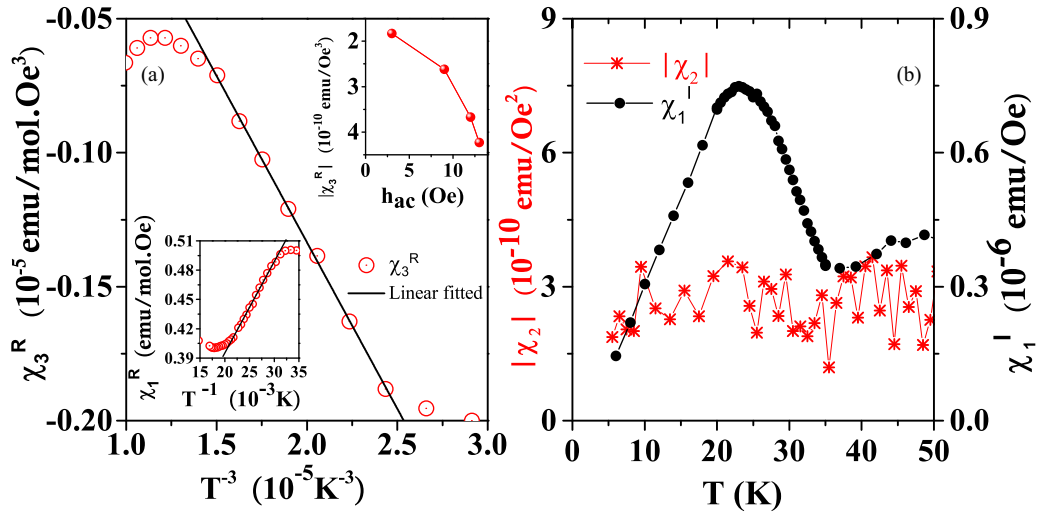 (a)
χ₃ᴿ (10⁻⁵ emu/mol.Oe³)
-0.05
-0.10
-0.15
-0.20
1.0 1.5 2.0 2.5 3.0
T⁻³ (10⁻⁵K⁻³)
|χ₃ᴿ| (10⁻¹⁰ emu/Oe³)
2
3
4
0 10
h_ac (Oe)
χ₁ᴿ (emu/mol.Oe)
0.51
0.48
0.45
0.42
0.39
15 20 25 30 35
T⁻¹ (10⁻³K)
χ₃ᴿ
Linear fitted
(b)
|χ₂| (10⁻¹⁰ emu/Oe²)
9
6
3
0
|χ₂|
χ₁ᴵ
0 10 20 30 40 50
T (K)
0.9
0.6
0.3
0.0
χ₁ᴵ (10⁻⁶ emu/Oe)